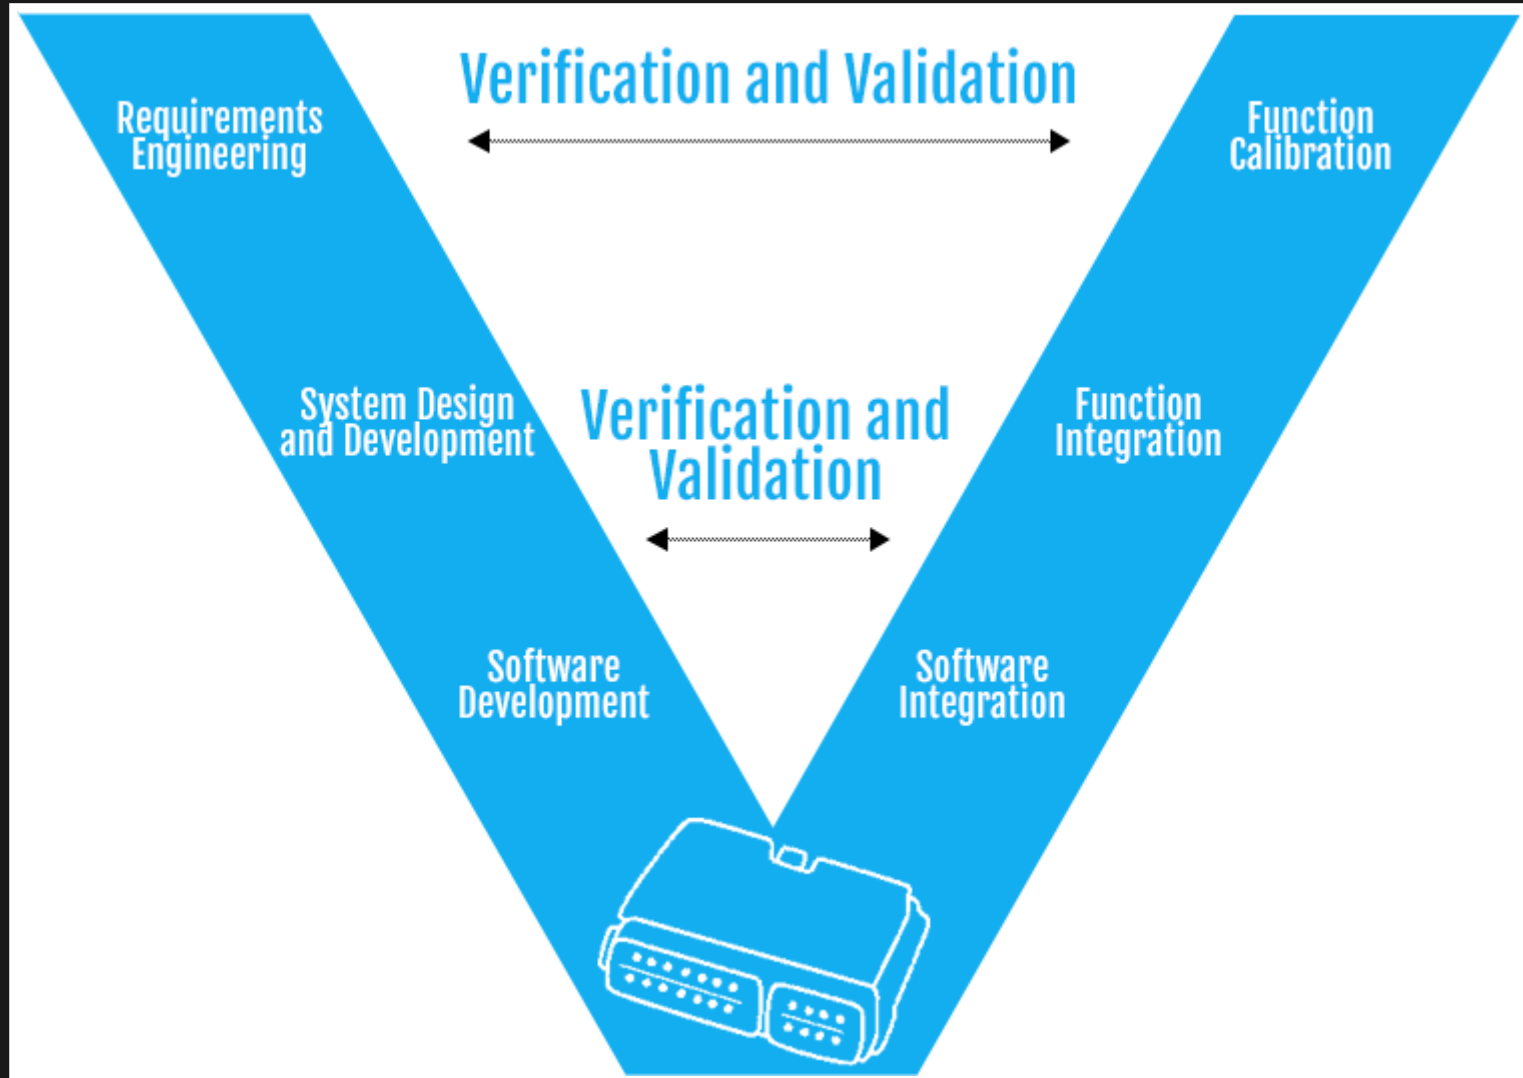 Verification and Validation
Requirements
Engineering
Function
Calibration
System Design
and Development
Verification and
Validation
Function
Integration
Software
Development
Software
Integration